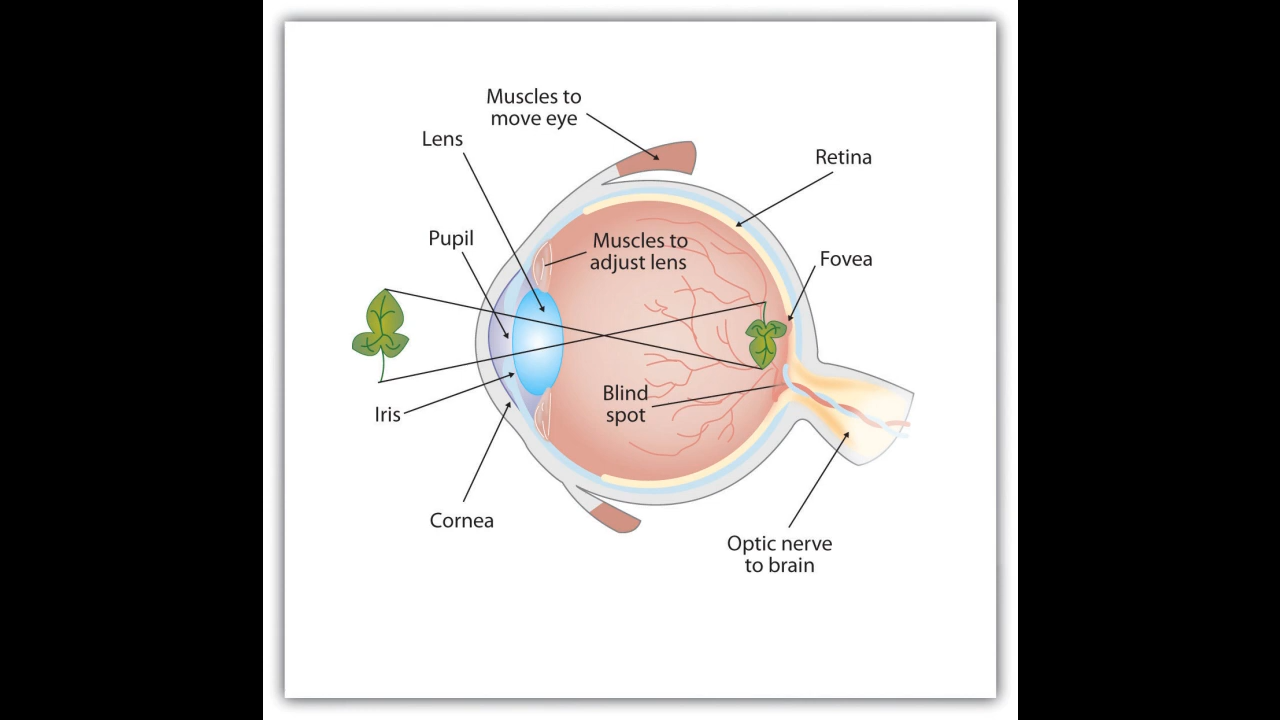 Muscles to
move eye
Lens
Retina
Pupil
Muscles to
adjust lens
Fovea
Blind
spot
Iris
Cornea
Optic nerve
to brain